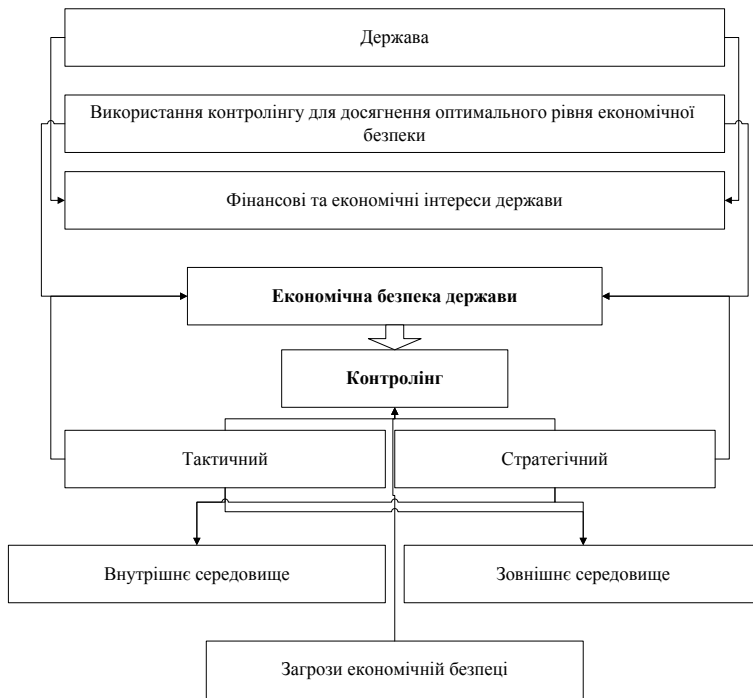 Держава
Використання контролінгу для досягнення оптимального рівня економічної
безпеки
Фінансові та економічні інтереси держави
Економічна безпека держави
Контролінг
Тактичний
Стратегічний
Внутрішнє середовище
Зовнішнє середовище
Загрози економічній безпеці